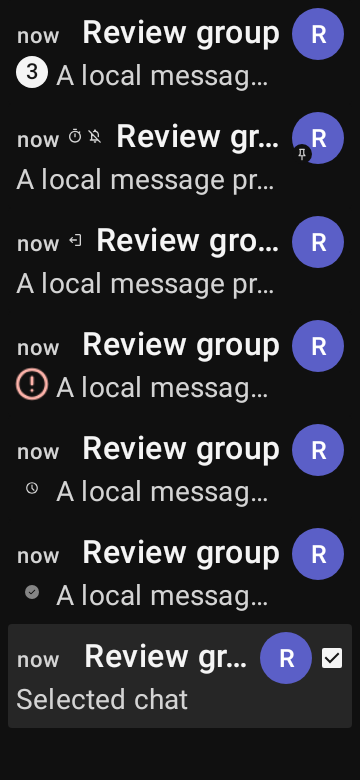 now Review group R
3 A local messag…
now Review gr… R
A local message pr…
now Review gro… R
A local message pr…
now Review group R
A local messag…
now Review group R
A local messag…
now Review group R
A local messag…
now Review gr… R
Selected chat